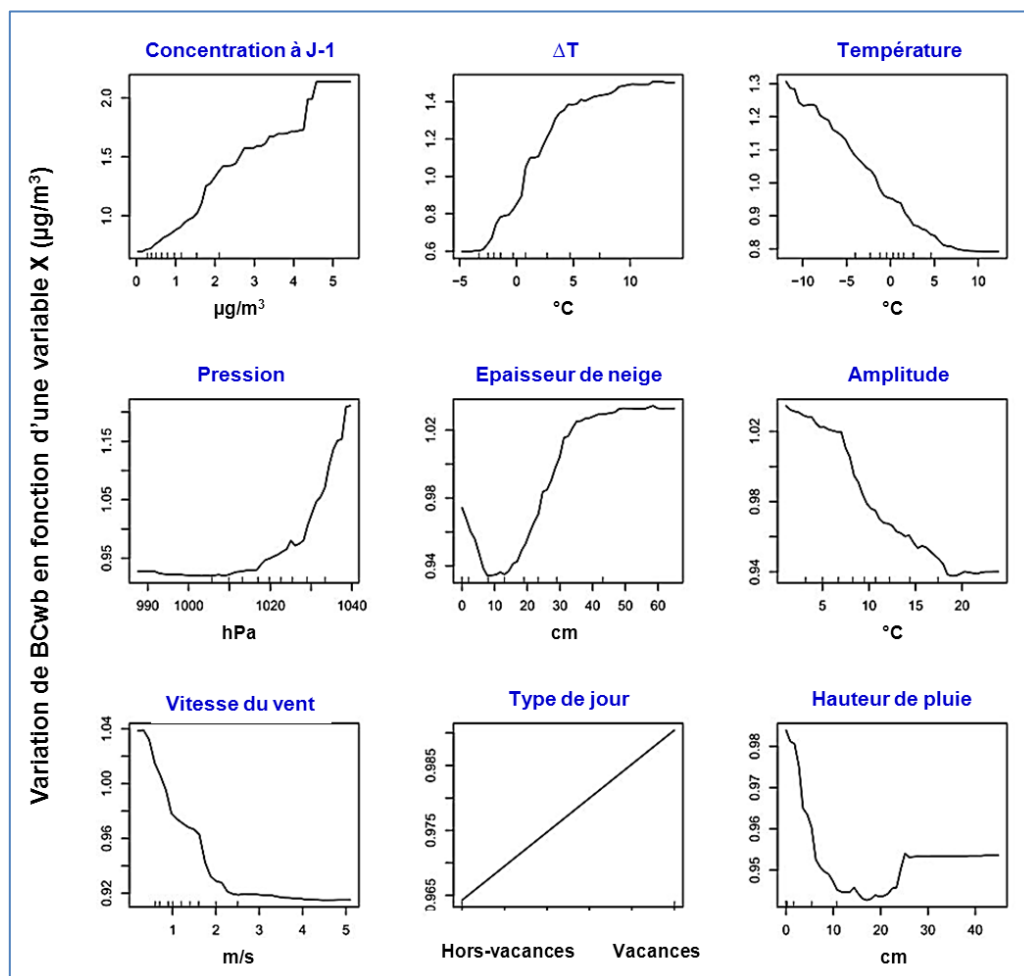 Variation de BCwb en fonction d'une variable X (µg/m³)
Concentration à J-1
2.0
1.5
1.0
0 1 2 3 4 5
µg/m³
ΔT
1.4
1.2
1.0
0.8
0.6
−5 0 5 10
°C
Température
1.3
1.2
1.1
1.0
0.9
0.8
−10 −5 0 5 10
°C
Pression
1.15
1.05
0.95
990 1000 1020 1040
hPa
Epaisseur de neige
1.02
0.98
0.94
0 10 20 30 40 50 60
cm
Amplitude
1.02
0.98
0.94
5 10 15 20
°C
Vitesse du vent
1.04
1.00
0.96
0.92
1 2 3 4 5
m/s
Type de jour
0.985
0.975
0.965
Hors-vacances Vacances
Hauteur de pluie
0.98
0.97
0.96
0.95
0 10 20 30 40
cm